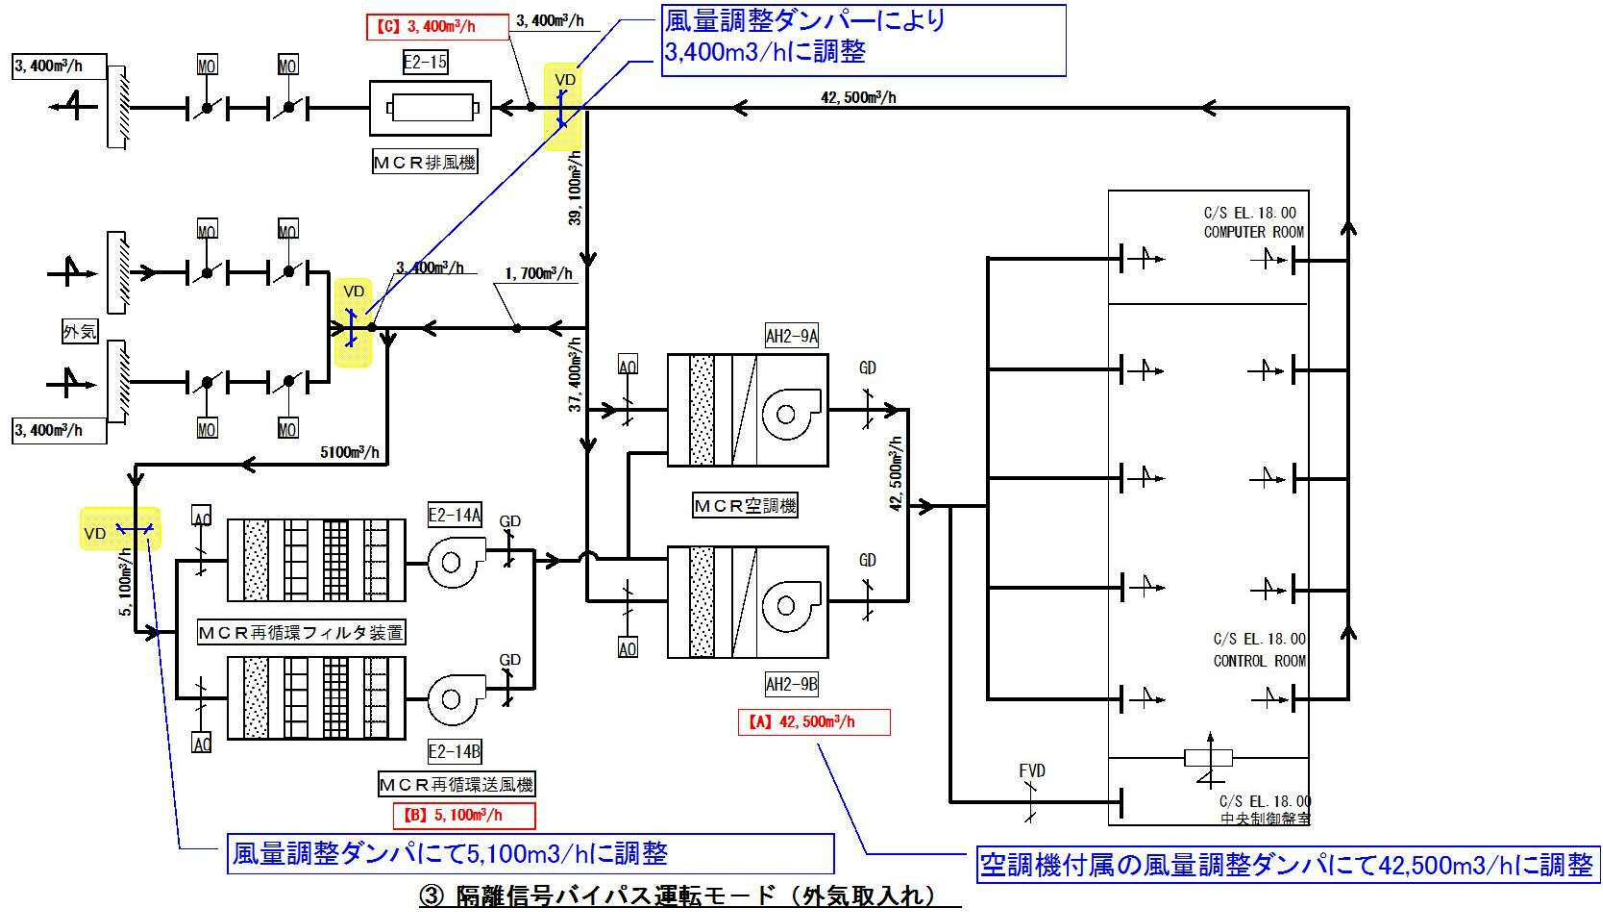 【C】3,400m³/h
3,400m³/h
風量調整ダンパーにより
3,400m3/hに調整
3,400m³/h
MO
MO
E2-15
VD
42,500m³/h
MCR排風機
39,100m³/h
C/S EL.18.00
COMPUTER ROOM
MO
MO
3,400m³/h
1,700m³/h
VD
外気
37,400m³/h
AH2-9A
AO
GD
3,400m³/h
MO
MO
5100m³/h
42,500m³/h
MCR空調機
VD
AO
E2-14A
GD
GD
5,100m³/h
MCR再循環フィルタ装置
AO
C/S EL.18.00
CONTROL ROOM
GD
AH2-9B
【A】42,500m³/h
AO
E2-14B
MCR再循環送風機
FVD
C/S EL.18.00
中央制御盤室
【B】5,100m³/h
風量調整ダンパにて5,100m3/hに調整
空調機付属の風量調整ダンパにて42,500m3/hに調整
③ 隔離信号バイパス運転モード（外気取入れ）